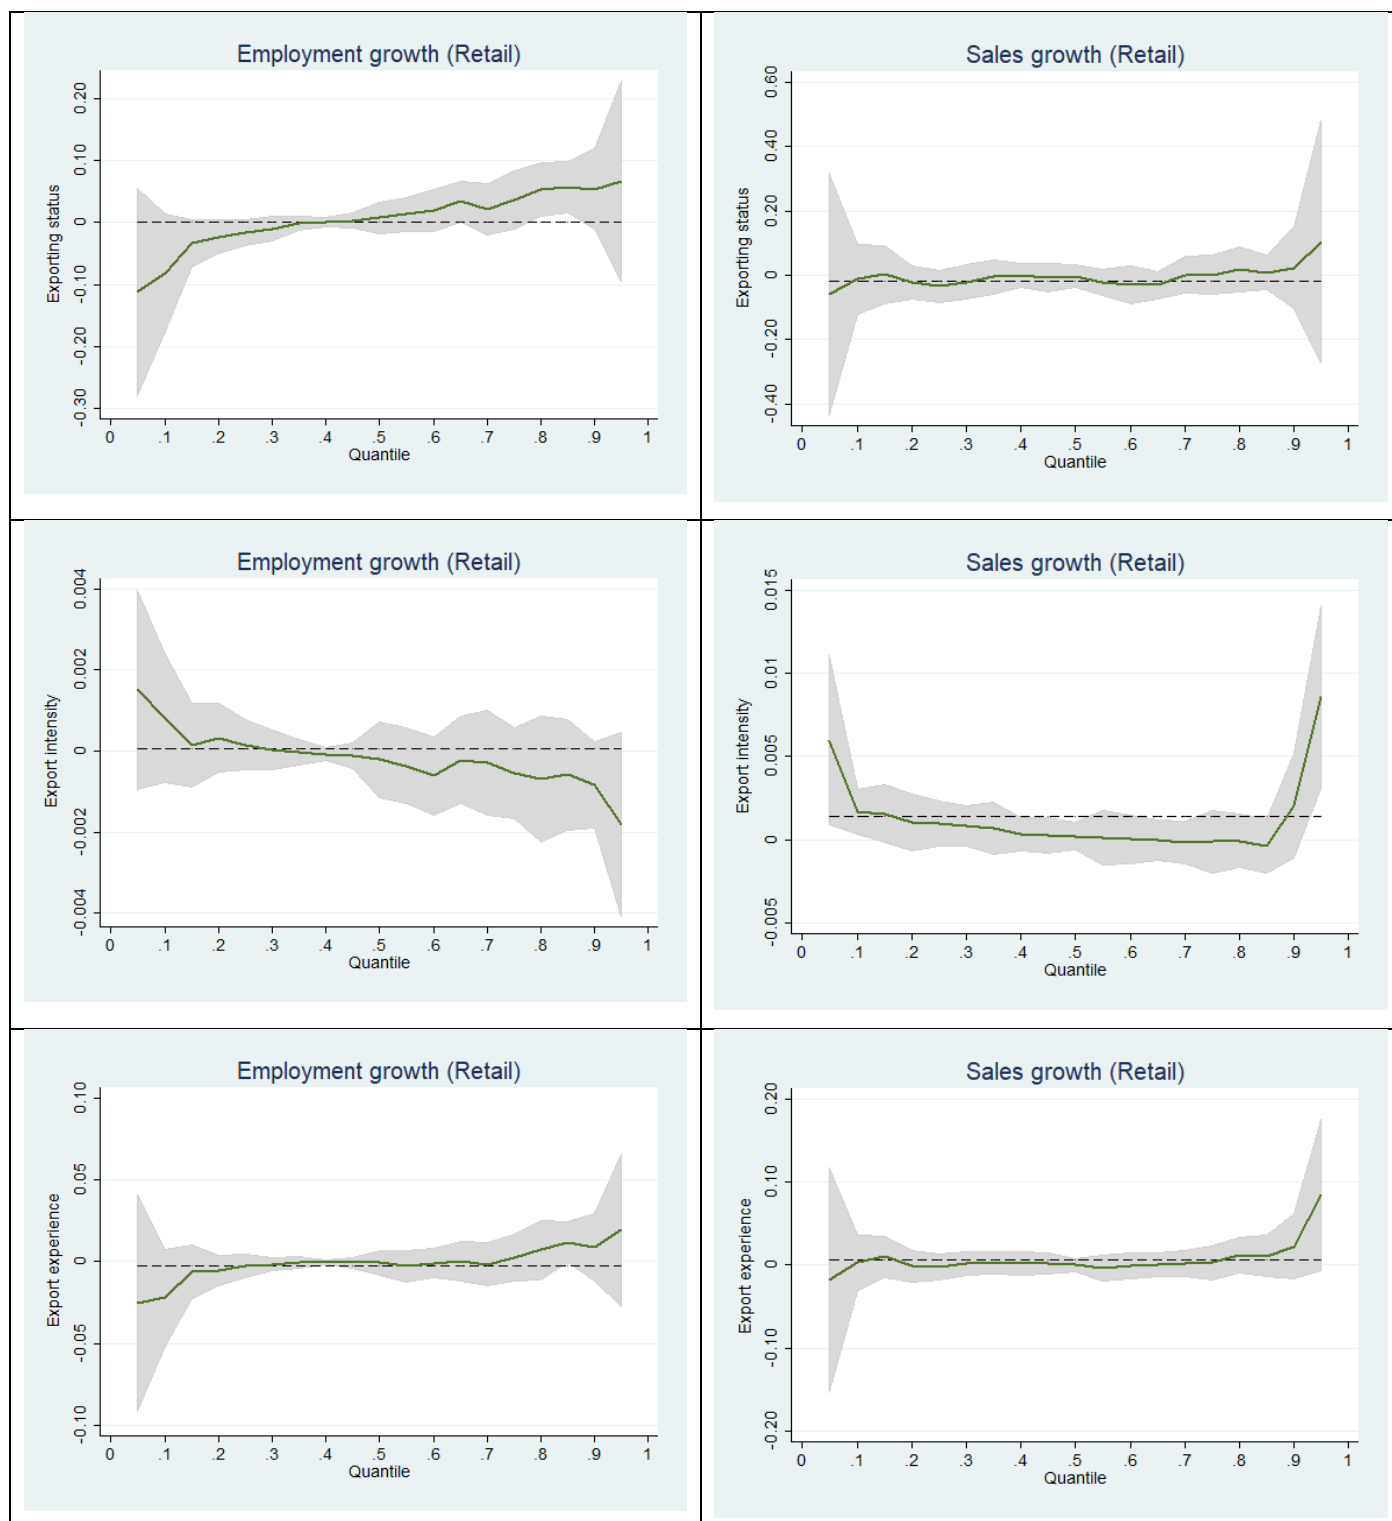 Employment growth (Retail)
Exporting status
0.20
0.10
0
-0.10
-0.20
-0.30
0 .1 .2 .3 .4 .5 .6 .7 .8 .9 1
Quantile
Sales growth (Retail)
Exporting status
0.60
0.40
0.20
0
-0.20
-0.40
0 .1 .2 .3 .4 .5 .6 .7 .8 .9 1
Quantile
Employment growth (Retail)
Export intensity
0.004
0.002
0
-0.002
-0.004
0 .1 .2 .3 .4 .5 .6 .7 .8 .9 1
Quantile
Sales growth (Retail)
Export intensity
0.015
0.01
0.005
0
-0.005
0 .1 .2 .3 .4 .5 .6 .7 .8 .9 1
Quantile
Employment growth (Retail)
Export experience
0.10
0.05
0
-0.05
-0.10
0 .1 .2 .3 .4 .5 .6 .7 .8 .9 1
Quantile
Sales growth (Retail)
Export experience
0.20
0.10
0
-0.10
-0.20
0 .1 .2 .3 .4 .5 .6 .7 .8 .9 1
Quantile